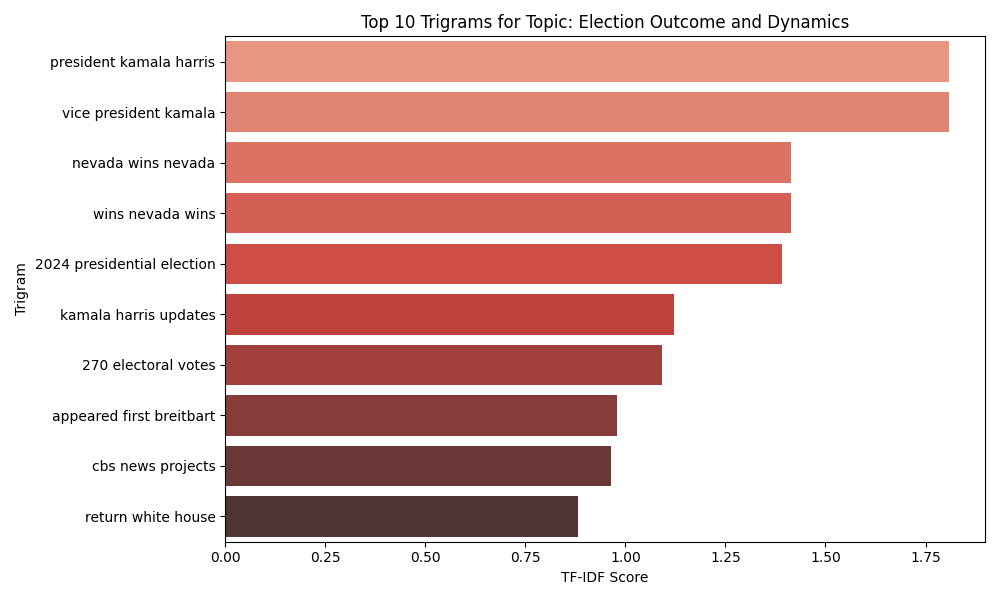 Top 10 Trigrams for Topic: Election Outcome and Dynamics
Trigram
president kamala harris
vice president kamala
nevada wins nevada
wins nevada wins
2024 presidential election
kamala harris updates
270 electoral votes
appeared first breitbart
cbs news projects
return white house
0.00 0.25 0.50 0.75 1.00 1.25 1.50 1.75
TF-IDF Score